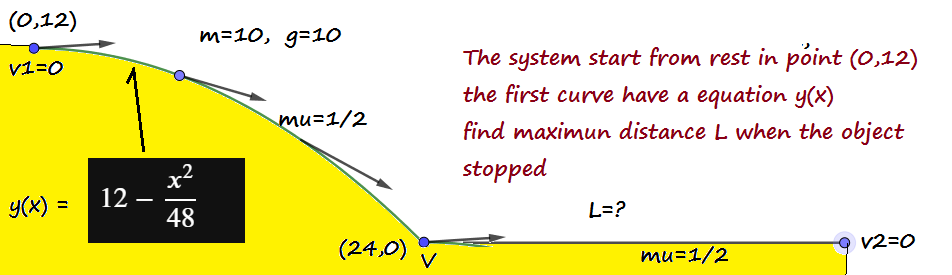 (0,12)
v1=0
m=10, g=10
The system start from rest in point (0,12)
the first curve have a equation y(x)
find maximun distance L when the object
stopped
mu=1/2
y(x) = 12 − x²/48
L=?
(24,0)
V
mu=1/2
v2=0